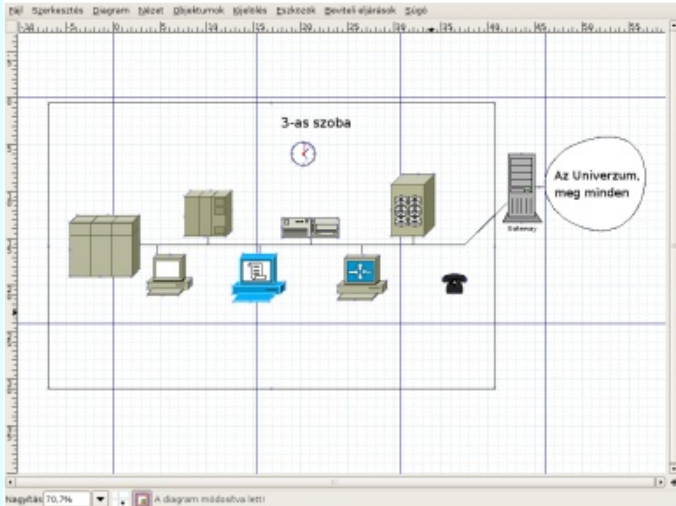 Fájl Szerkesztés Diagram Nézet Objektumok Kijelölés Eszközök Beviteli eljárások Súgó
3-as szoba
Az Univerzum,
meg minden
Gateway
Nagyítás 70,7% A diagram módosítva lett!